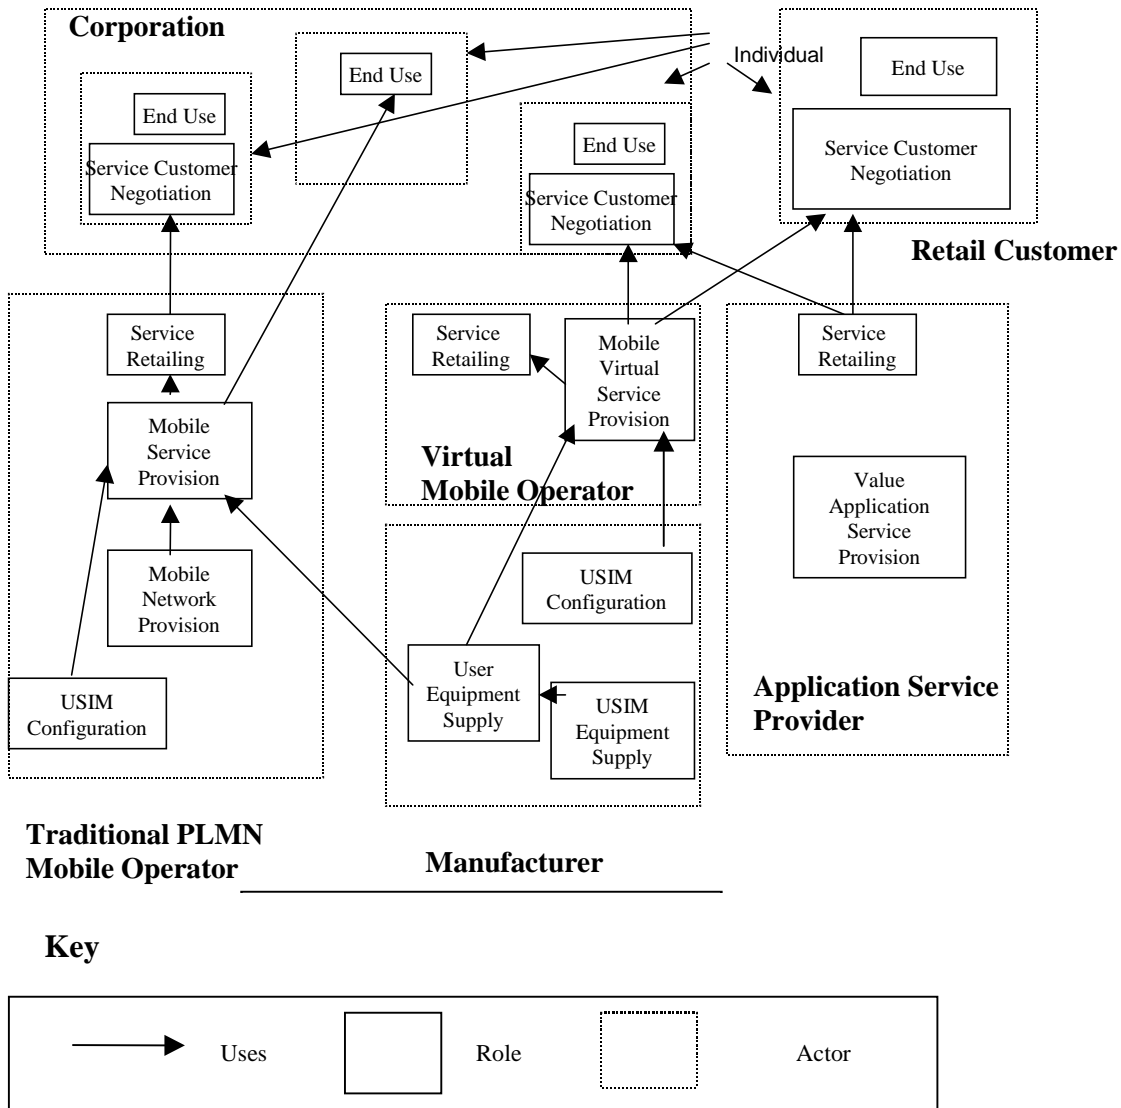 Corporation
Individual
End Use
End Use
End Use
Service Customer
Negotiation
End Use
Service Customer
Negotiation
Service Customer
Negotiation
Retail Customer
Service
Retailing
Service
Retailing
Mobile
Virtual
Service
Provision
Service
Retailing
Mobile
Service
Provision
Virtual
Mobile Operator
Value
Application
Service
Provision
Mobile
Network
Provision
USIM
Configuration
USIM
Configuration
User
Equipment
Supply
USIM
Equipment
Supply
Application Service
Provider
Traditional PLMN
Mobile Operator
Manufacturer
Key
Uses
Role
Actor